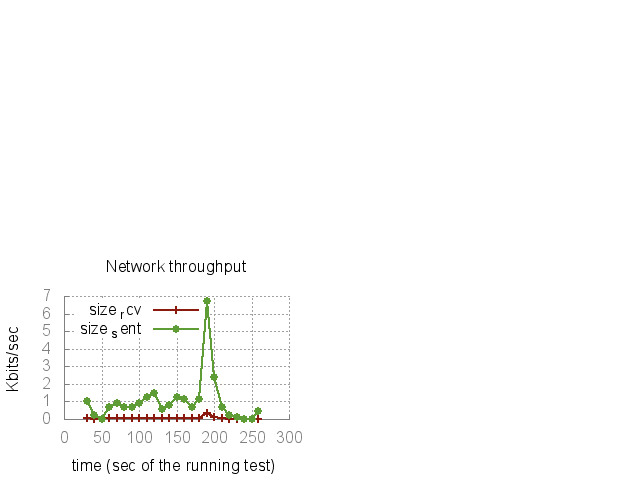 Network throughput
Kbits/sec
7
6
5
4
3
2
1
0
size rcv
size sent
0 50 100 150 200 250 300
time (sec of the running test)